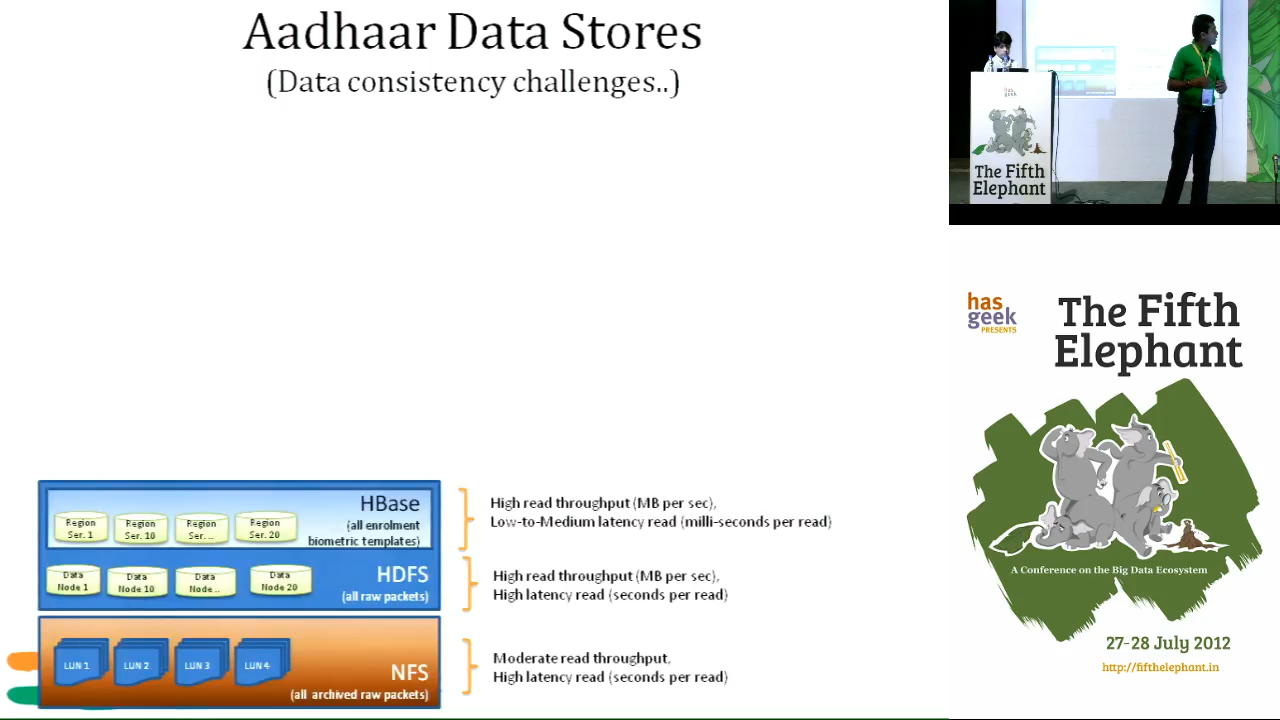 Aadhaar Data Stores
(Data consistency challenges..)
HBase
(all enrolment
biometric templates)
Region
Ser. 1
Region
Ser. 10
Region
Ser. ..
Region
Ser. 20
High read throughput (MB per sec),
Low-to-Medium latency read (milli-seconds per read)
HDFS
(all raw packets)
Data
Node 1
Data
Node 10
Data
Node ..
Data
Node 20
High read throughput (MB per sec),
High latency read (seconds per read)
LUN 1
LUN 2
LUN 3
LUN 4
NFS
(all archived raw packets)
Moderate read throughput,
High latency read (seconds per read)
has
geek
The Fifth
Elephant
has
geek
PRESENTS
The Fifth
Elephant
A Conference on the Big Data Ecosystem
27-28 July 2012
http://fifthelephant.in